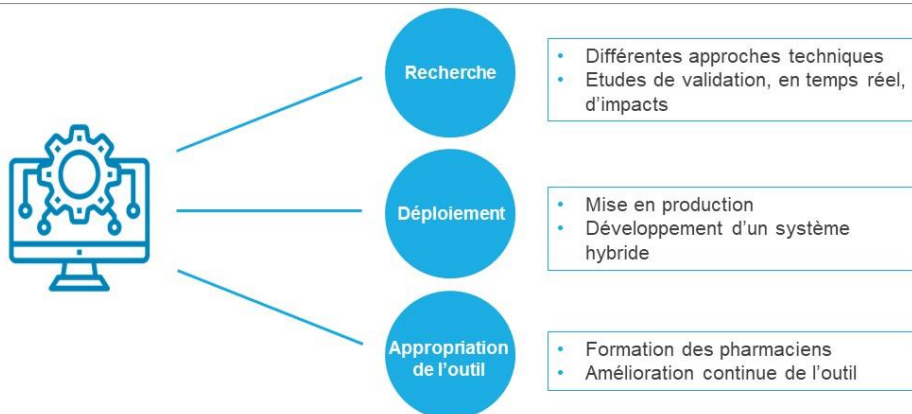 Recherche
• Différentes approches techniques
• Etudes de validation, en temps réel,
d'impacts
Déploiement
• Mise en production
• Développement d'un système
hybride
Appropriation
de l'outil
• Formation des pharmaciens
• Amélioration continue de l'outil